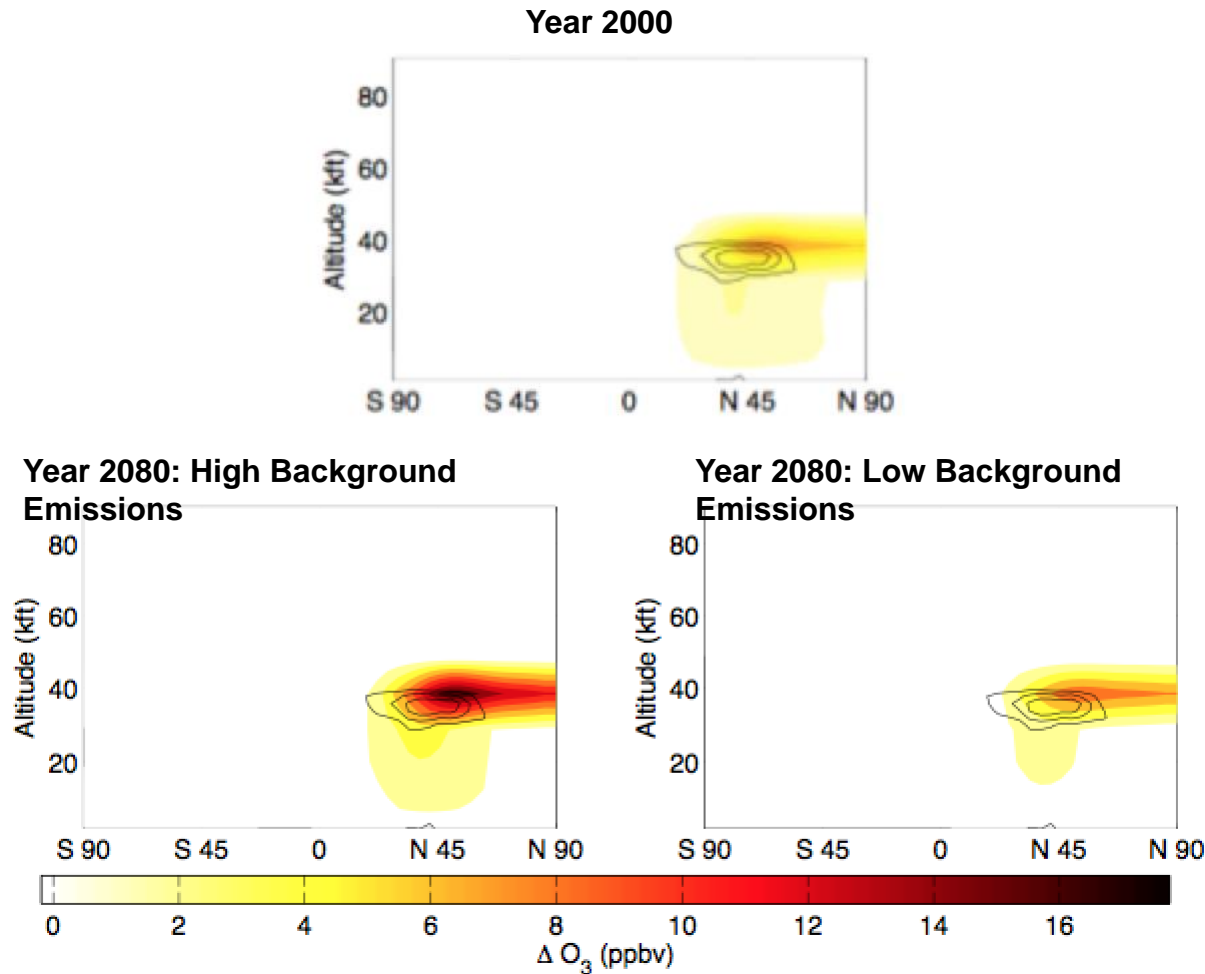 Year 2000
80
60
40
20
Altitude (kft)
S 90 S 45 0 N 45 N 90
Year 2080: High Background
Emissions
80
60
40
20
Altitude (kft)
S 90 S 45 0 N 45 N 90
Year 2080: Low Background
Emissions
80
60
40
20
Altitude (kft)
S 90 S 45 0 N 45 N 90
0 2 4 6 8 10 12 14 16
Δ O₃ (ppbv)